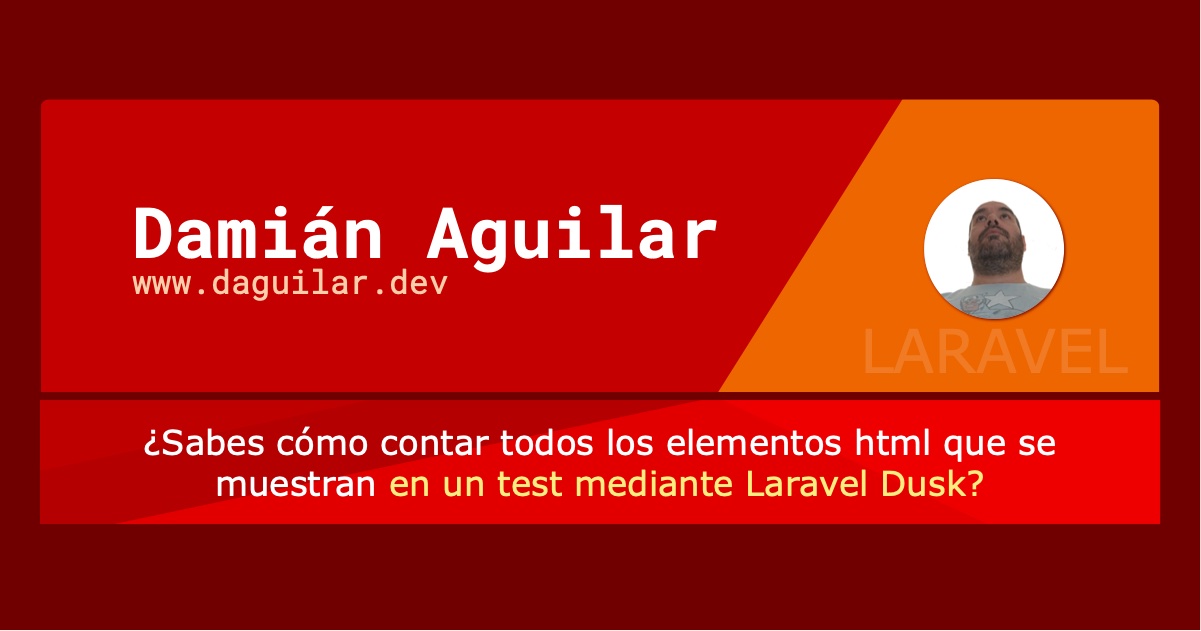 Damián Aguilar
www.daguilar.dev
LARAVEL
¿Sabes cómo contar todos los elementos html que se
muestran en un test mediante Laravel Dusk?